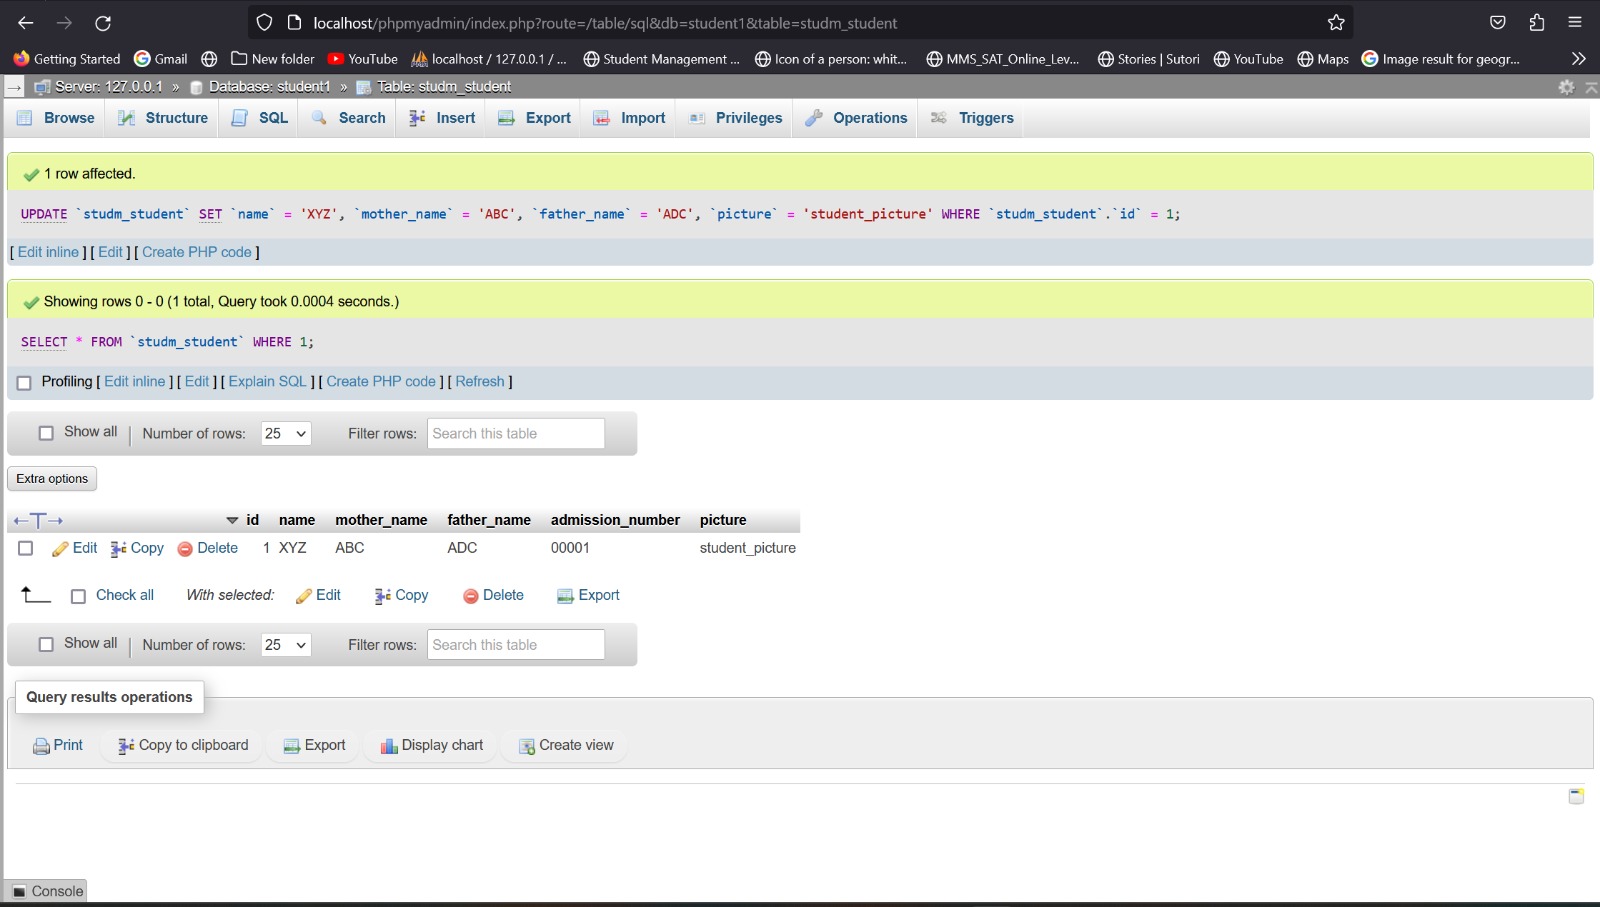 localhost/phpmyadmin/index.php?route=/table/sql&db=student1&table=studm_student
Getting Started Gmail New folder YouTube localhost / 127.0.0.1 / ... Student Management ... Icon of a person: whit... MMS_SAT_Online_Lev... Stories | Sutori YouTube Maps Image result for geogr...
Server: 127.0.0.1 » Database: student1 » Table: studm_student
Browse Structure SQL Search Insert Export Import Privileges Operations Triggers
1 row affected.
UPDATE `studm_student` SET `name` = 'XYZ', `mother_name` = 'ABC', `father_name` = 'ADC', `picture` = 'student_picture' WHERE `studm_student`.`id` = 1;
[ Edit inline ] [ Edit ] [ Create PHP code ]
Showing rows 0 - 0 (1 total, Query took 0.0004 seconds.)
SELECT * FROM `studm_student` WHERE 1;
Profiling [ Edit inline ] [ Edit ] [ Explain SQL ] [ Create PHP code ] [ Refresh ]
Show all | Number of rows: 25 Filter rows: Search this table
Extra options
id name mother_name father_name admission_number picture
Edit Copy Delete 1 XYZ ABC ADC 00001 student_picture
Check all With selected: Edit Copy Delete Export
Show all | Number of rows: 25 Filter rows: Search this table
Query results operations
Print Copy to clipboard Export Display chart Create view
Console